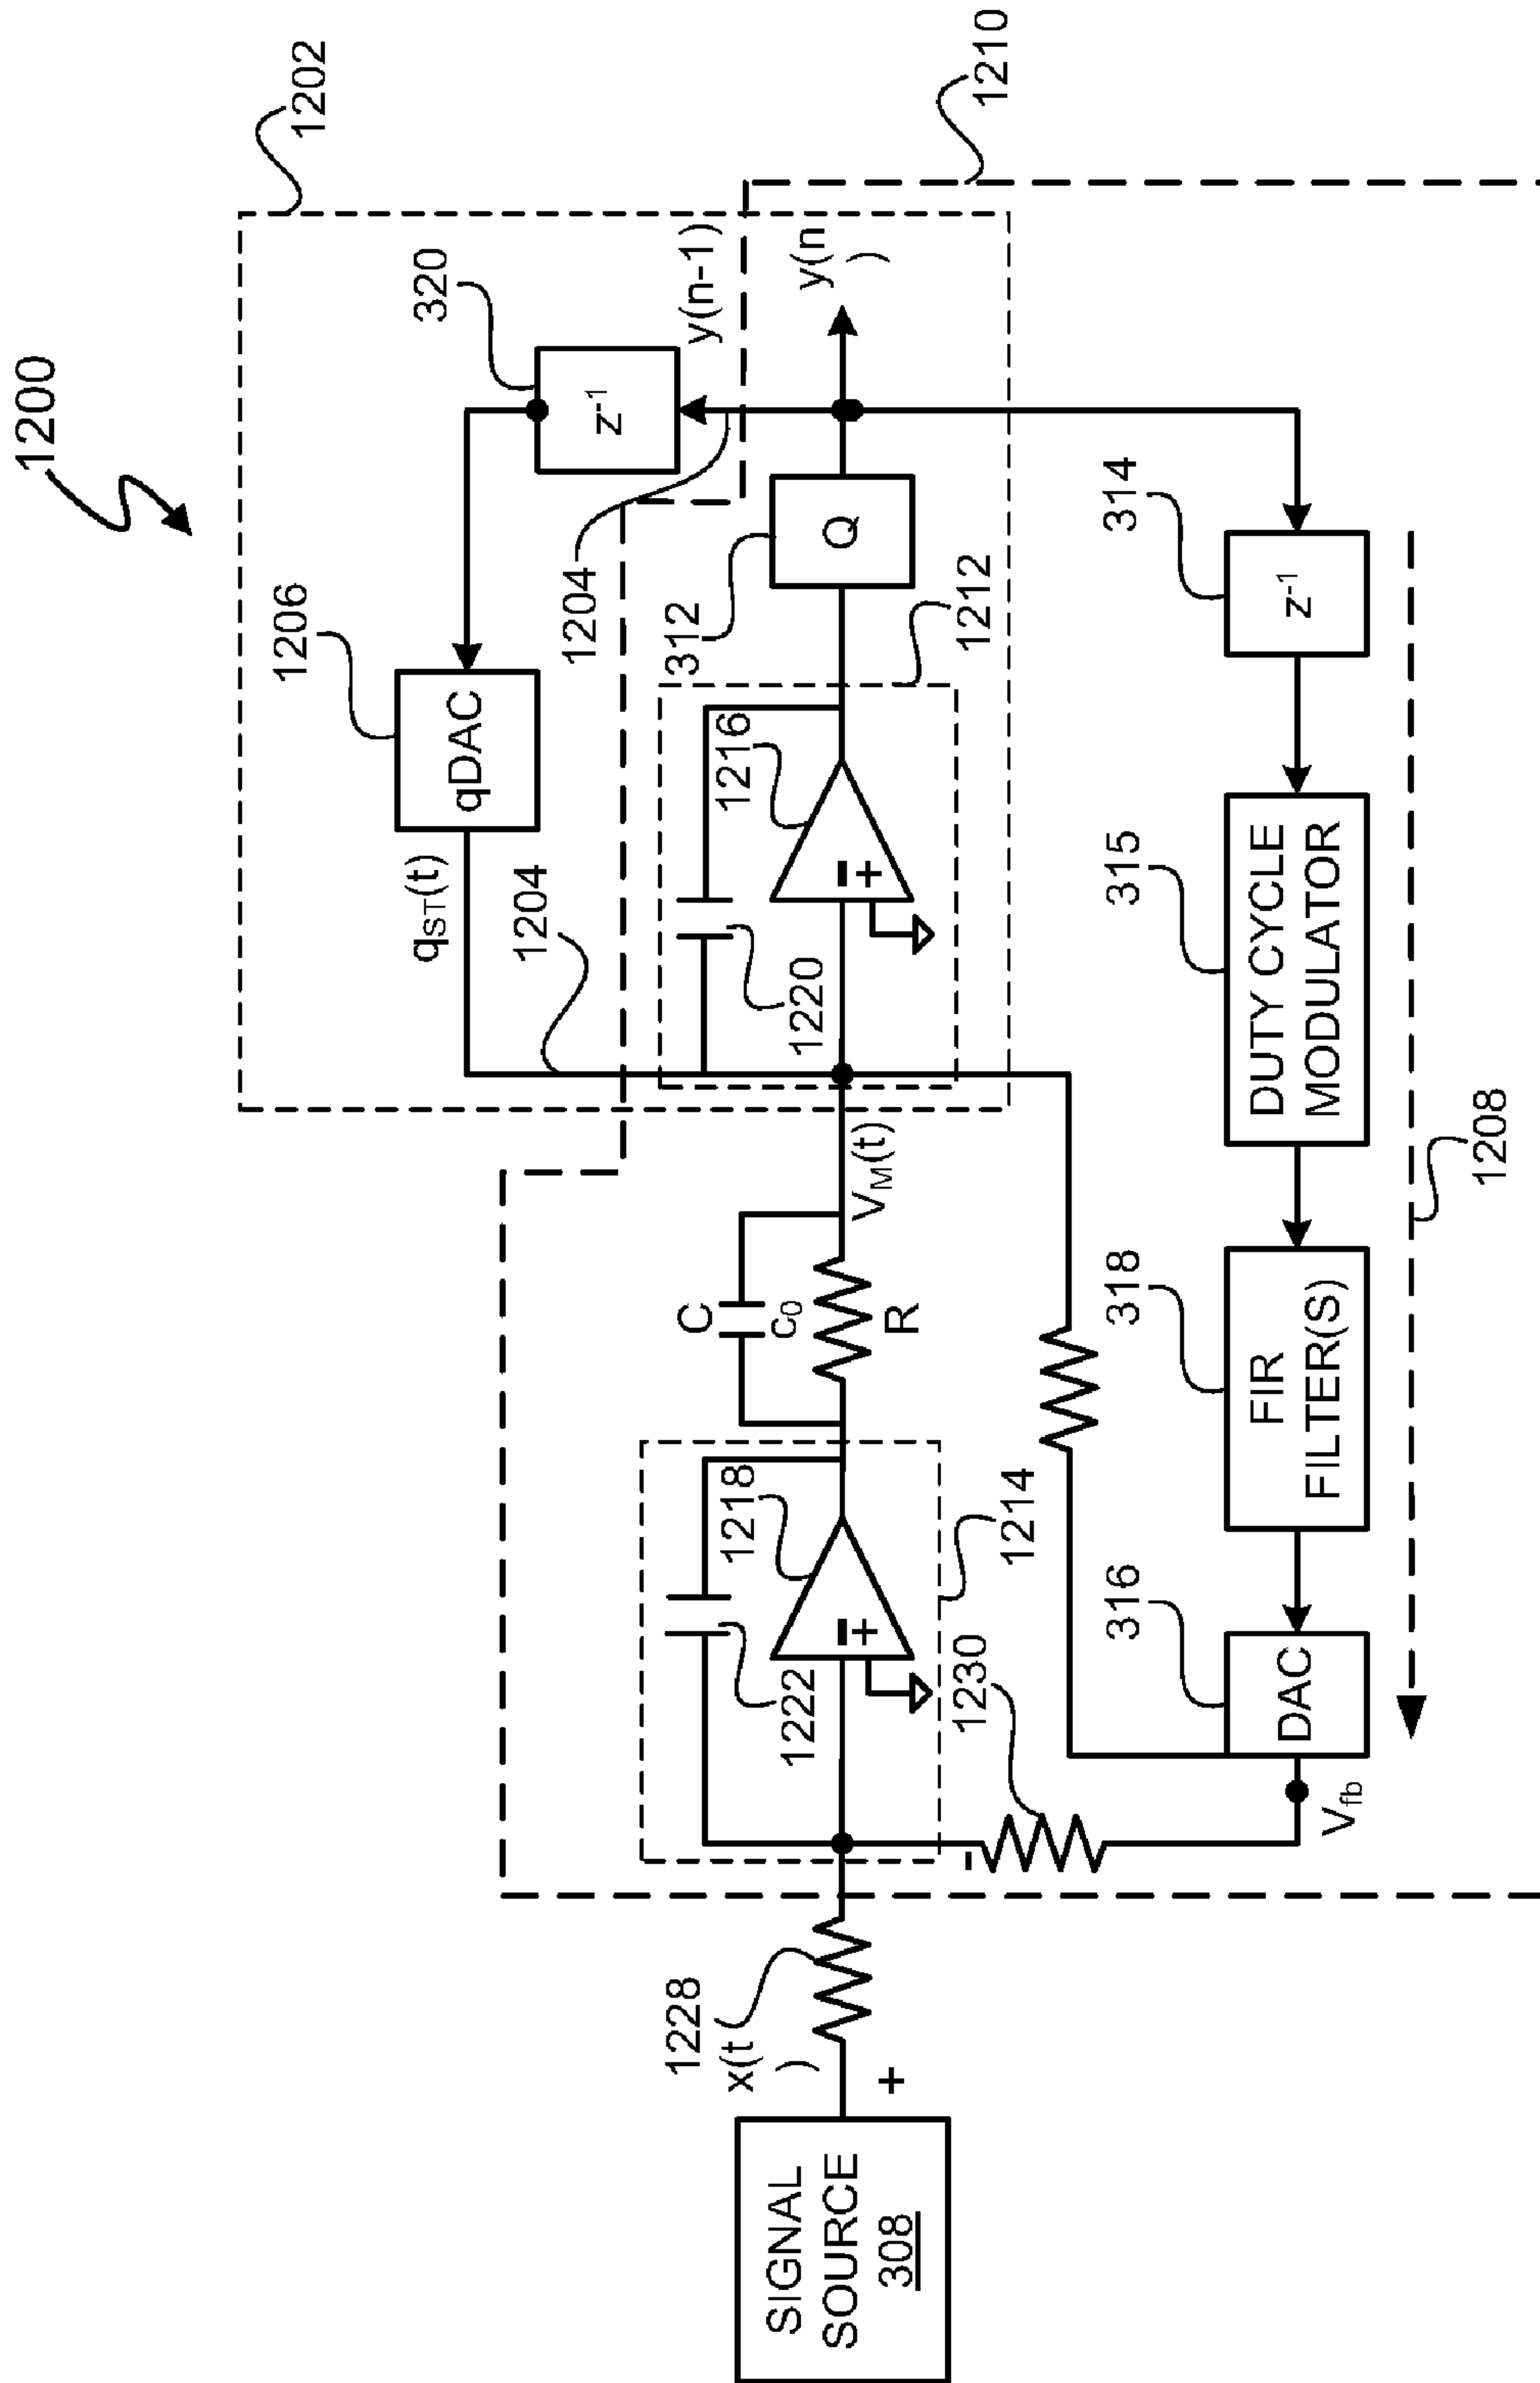 1200
1202
320
y(n-1)
1206
qDAC
z-1
qST(t)
1204
1204
1210
y(n
)
312
Q
1216
1220
1212
C
c0
R
VM(t)
1218
1222
1214
1228
x(t
)
+
SIGNAL
SOURCE
308
-
+
-
+
-
1230
Vfb
316
DAC
318
FIR
FILTER(S)
315
DUTY CYCLE
MODULATOR
314
z-1
1208